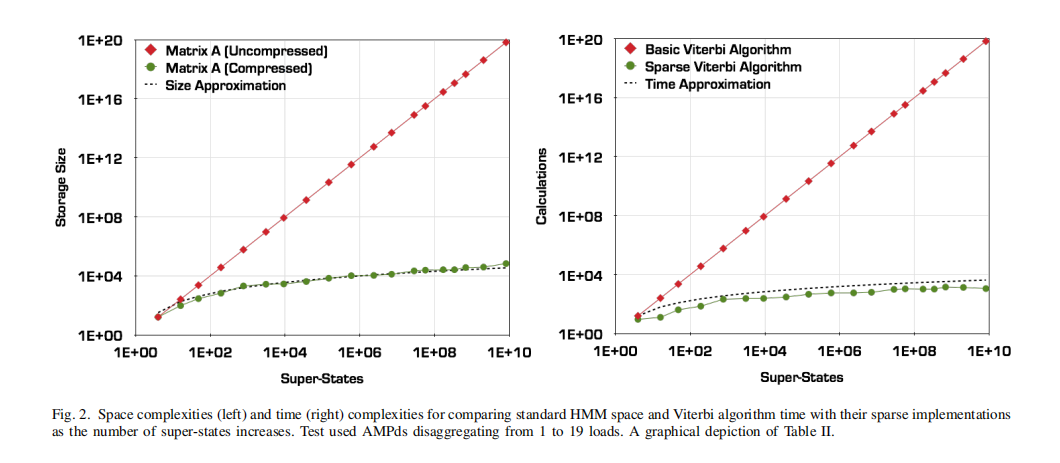 1E+20
1E+16
1E+12
1E+08
1E+04
1E+00
Storage Size
Matrix A (Uncompressed)
Matrix A (Compressed)
Size Approximation
1E+00 1E+02 1E+04 1E+06 1E+08 1E+10
Super-States
1E+20
1E+16
1E+12
1E+08
1E+04
1E+00
Calculations
Basic Viterbi Algorithm
Sparse Viterbi Algorithm
Time Approximation
1E+00 1E+02 1E+04 1E+06 1E+08 1E+10
Super-States
Fig. 2. Space complexities (left) and time (right) complexities for comparing standard HMM space and Viterbi algorithm time with their sparse implementations
as the number of super-states increases. Test used AMPds disaggregating from 1 to 19 loads. A graphical depiction of Table II.